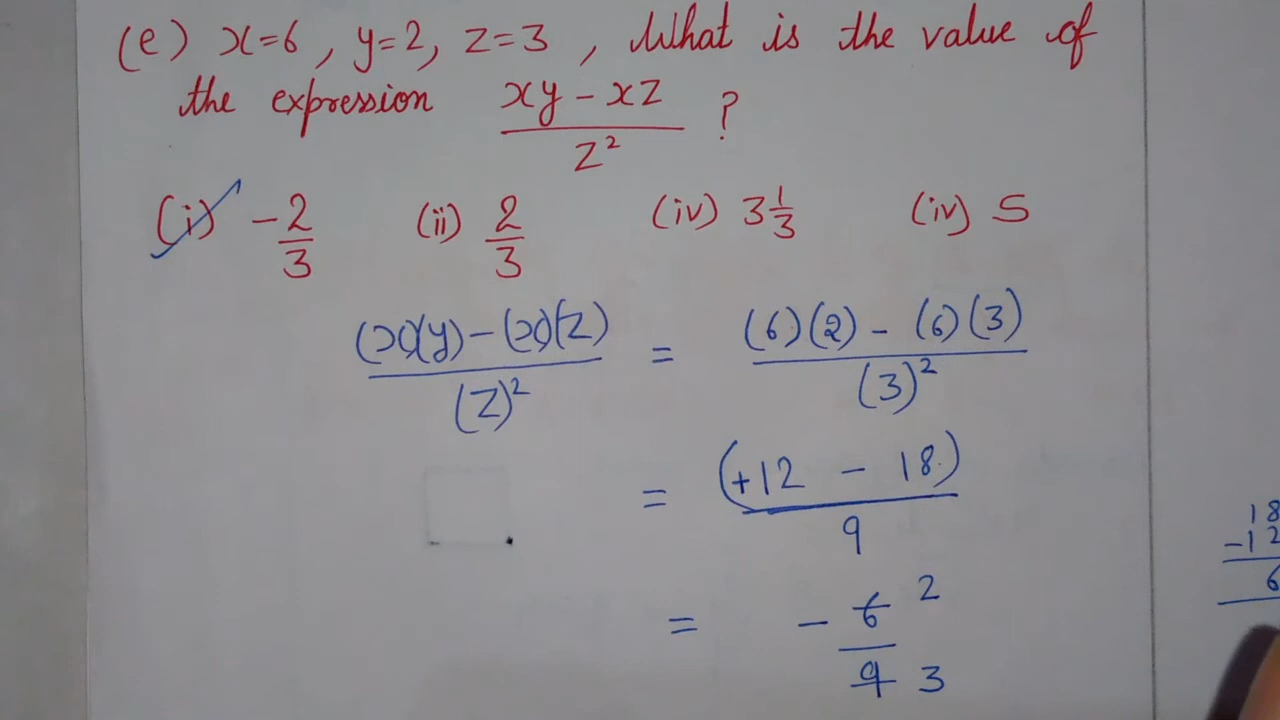 (e) x=6, y=2, z=3, What is the value of
the expression (xy - xz)/z² ?
(i) -2/3 (ii) 2/3 (iv) 3 1/3 (iv) 5
((x)(y) - (x)(z))/(z)² = ((6)(2) - (6)(3))/(3)²
= (+12 - 18)/9
18
-12
6
= - 6/9 2/3